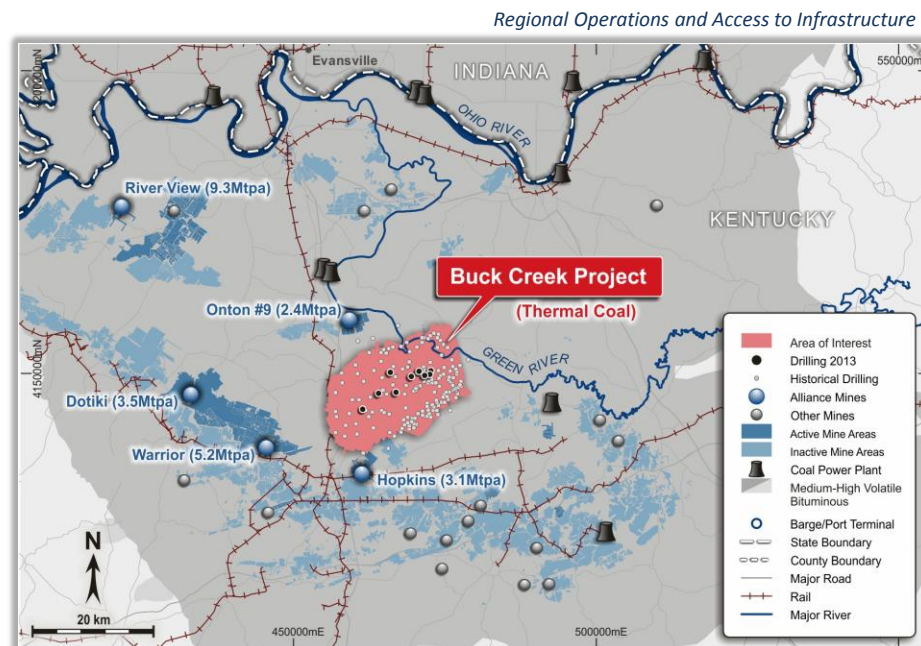 Regional Operations and Access to Infrastructure
Evansville
INDIANA
550000mE
OHIO RIVER
River View (9.3Mtpa)
KENTUCKY
Buck Creek Project
(Thermal Coal)
Onton #9 (2.4Mtpa)
GREEN RIVER
4150000mN
Dotiki (3.5Mtpa)
Warrior (5.2Mtpa)
Hopkins (3.1Mtpa)
LEGEND
Area of Interest
Drilling 2013
Historical Drilling
Alliance Mines
Other Mines
Active Mine Areas
Inactive Mine Areas
Coal Power Plant
Medium-High Volatile
Bituminous
Barge/Port Terminal
State Boundary
County Boundary
Major Road
Rail
Major River
N
20 km
450000mE
500000mE